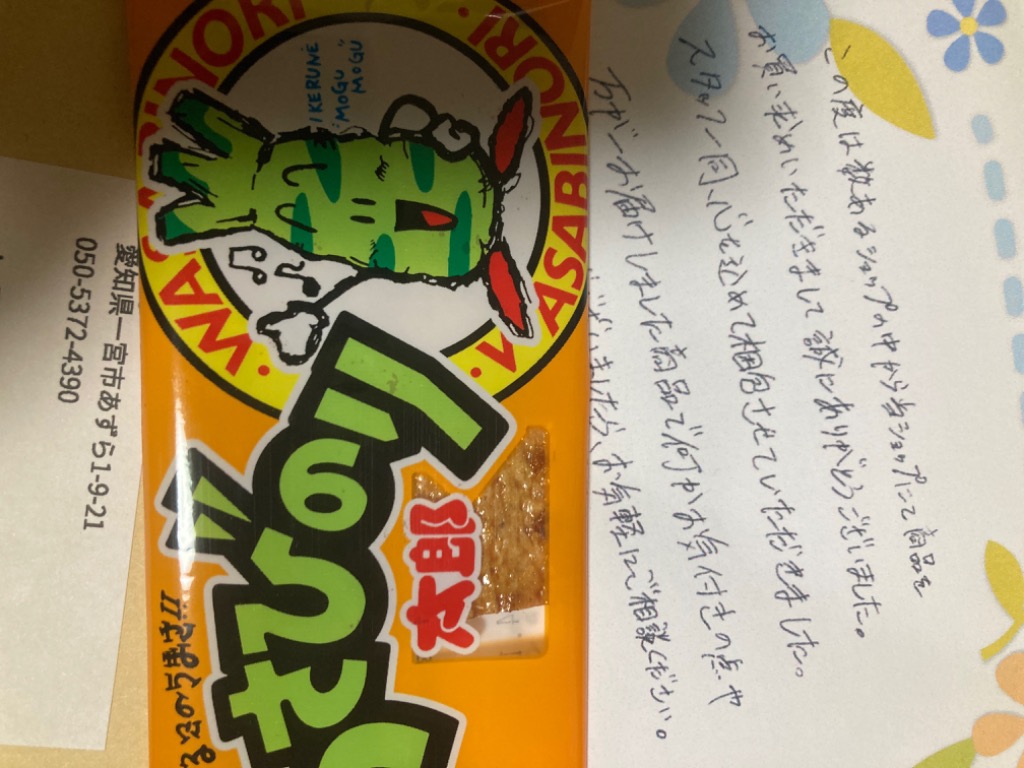 この度は数あるショップの中から当ショップにて商品を
お買い求めいただきまして誠にありがとうございました。
スタッフ一同、心を込めて梱包させていただきました。
万が一お届けしました商品で何かお気付きの点や
ましたら、お気軽にご相談ください。
WASABINORI
WASABINORI
IKERUNÈ
"MOGU
MOGU"
わさびのり
太郎
愛知県一宮市あずら1-9-21
050-5372-4390